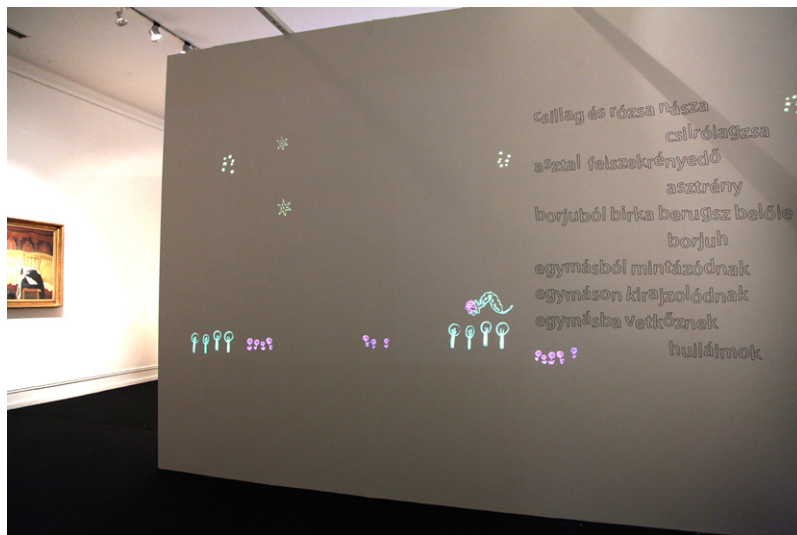 csillag és rózsa násza
csilrólagzsa
asztal felszekrényedő
asztrény
borjuból birka berugsz belőle
borjuh
egymásból mintázódnak
egymáson kirajzolódnak
egymásba vetkőznek
hulláimok